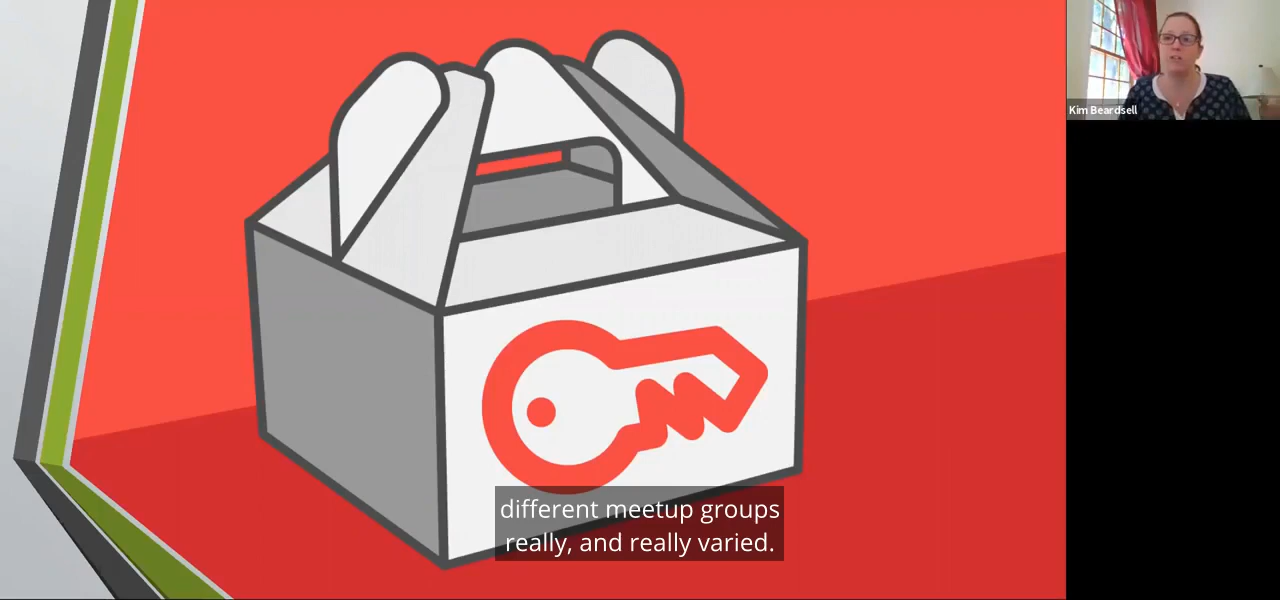 Kim Beardsell
different meetup groups
really, and really varied.